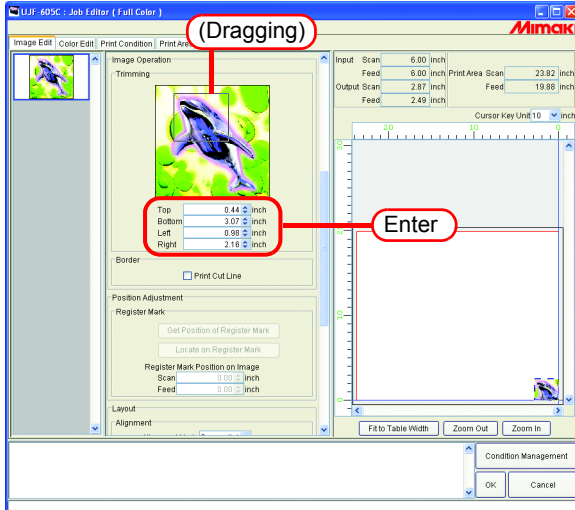 UJF-605C : Job Editor ( Full Color )
Mimaki
Image Edit Color Edit Print Condition Print Area
(Dragging)
Image Operation
Trimming
Top 0.44 inch
Bottom 3.07 inch
Left 0.98 inch
Right 2.16 inch
Enter
Border
Print Cut Line
Position Adjustment
Register Mark
Get Position of Register Mark
Locate on Register Mark
Register Mark Position on Image
Scan 0.00 inch
Feed 0.00 inch
Layout
Alignment
Input Scan 6.00 inch
Feed 6.00 inch Print Area Scan 23.82 inch
Output Scan 2.87 inch Feed 19.88 inch
Feed 2.49 inch
Cursor Key Unit 10 inch
20 10 0
30
20
10
0
Fit to Table Width Zoom Out Zoom In
Condition Management
OK Cancel